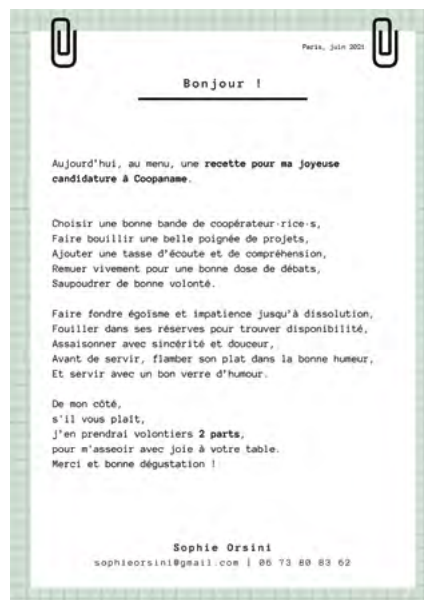 Paris, juin 2021
Bonjour !
Aujourd'hui, au menu, une recette pour ma joyeuse
candidature à Coopaname.
Choisir une bonne bande de coopérateur·rice·s,
Faire bouillir une belle poignée de projets,
Ajouter une tasse d'écoute et de compréhension,
Remuer vivement pour une bonne dose de débats,
Saupoudrer de bonne volonté.
Faire fondre égoïsme et impatience jusqu'à dissolution,
Fouiller dans ses réserves pour trouver disponibilité,
Assaisonner avec sincérité et douceur,
Avant de servir, flamber son plat dans la bonne humeur,
Et servir avec un bon verre d'humour.
De mon côté,
s'il vous plaît,
j'en prendrai volontiers 2 parts,
pour m'asseoir avec joie à votre table.
Merci et bonne dégustation !
Sophie Orsini
sophieorsini@gmail.com | 06 73 80 83 62